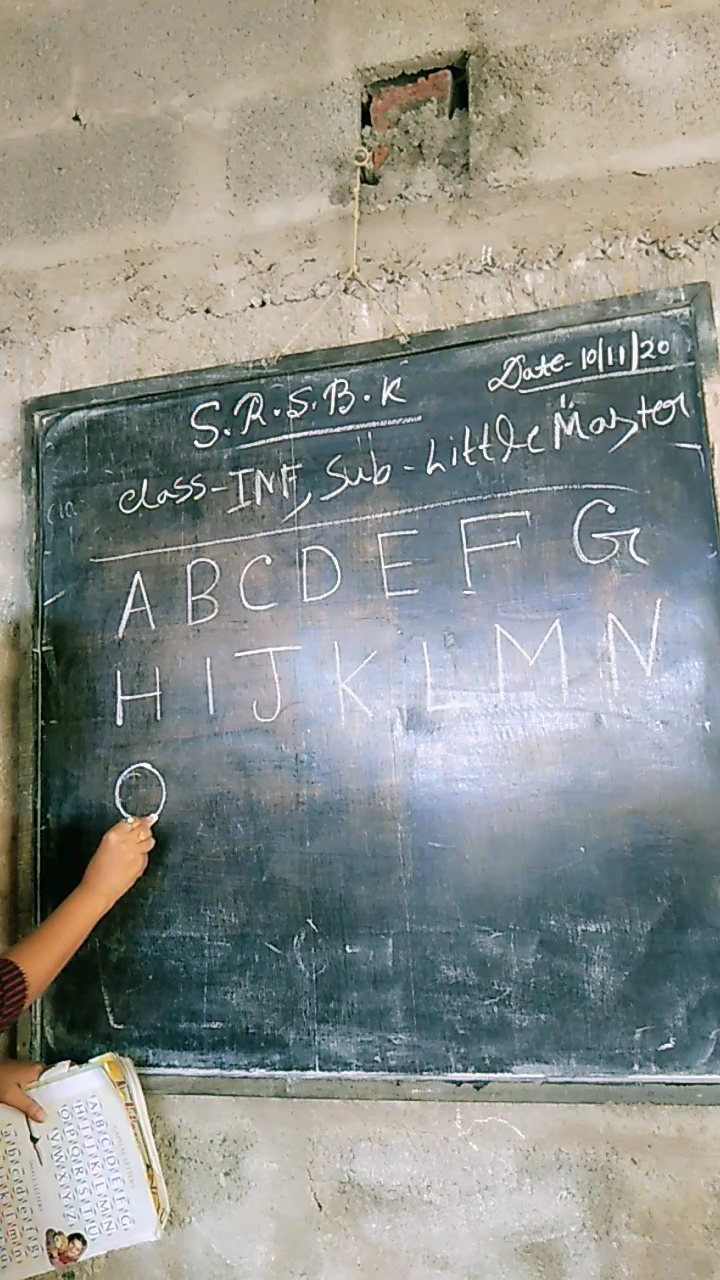 S.R.S.B.K
Date-10/11/20
Class-INF, Sub-Little Master
A B C D E F G
H I J K L M N
O
A B C D E F G
H I J K L M N
O P Q R S T U
V W X Y Z
a b c d e f g